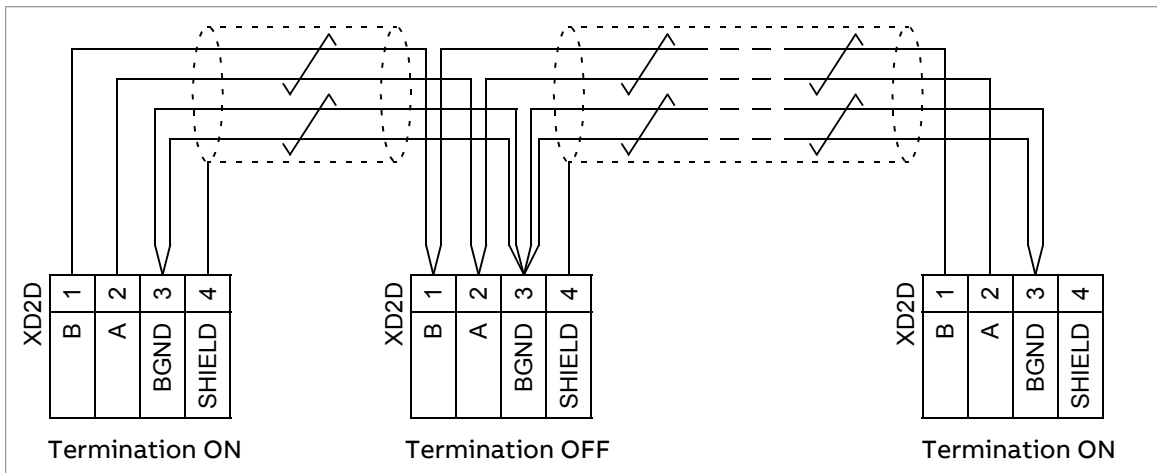 XD2D
1 2 3 4
B A BGND SHIELD
XD2D
1 2 3 4
B A BGND SHIELD
XD2D
1 2 3 4
B A BGND SHIELD
Termination ON
Termination OFF
Termination ON